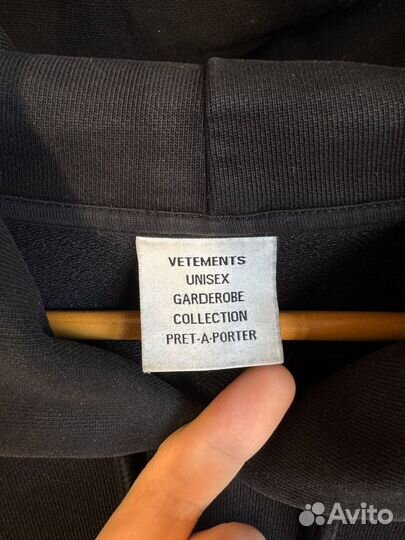 VETEMENTS
UNISEX
GARDEROBE
COLLECTION
PRET-A-PORTER
Avito